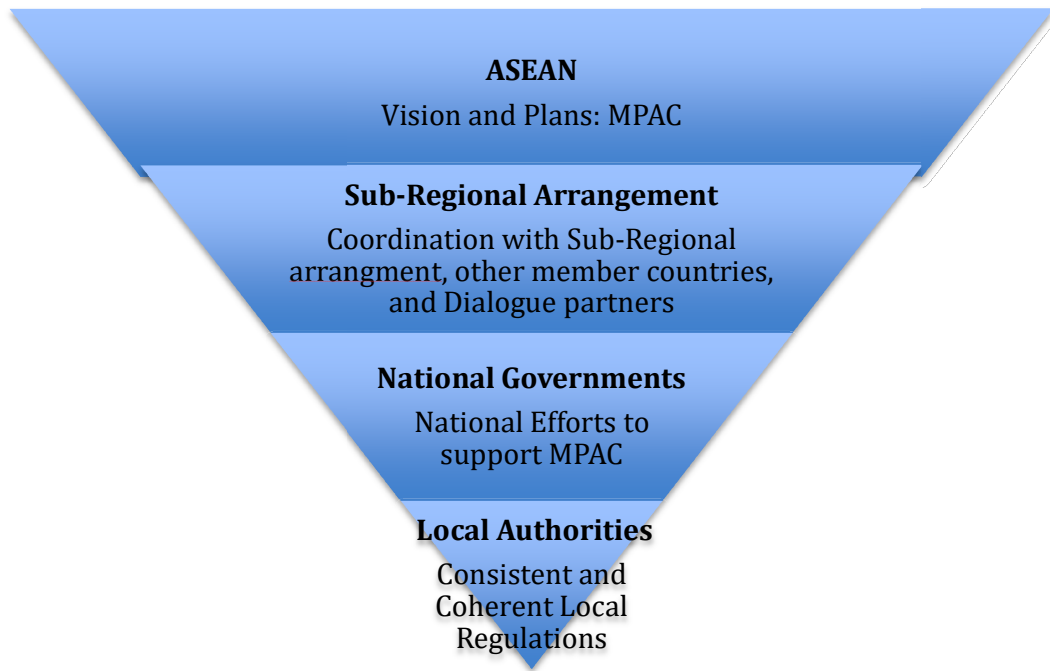 ASEAN
Vision and Plans: MPAC
Sub-Regional Arrangement
Coordination with Sub-Regional
arrangment, other member countries,
and Dialogue partners
National Governments
National Efforts to
support MPAC
Local Authorities
Consistent and
Coherent Local
Regulations